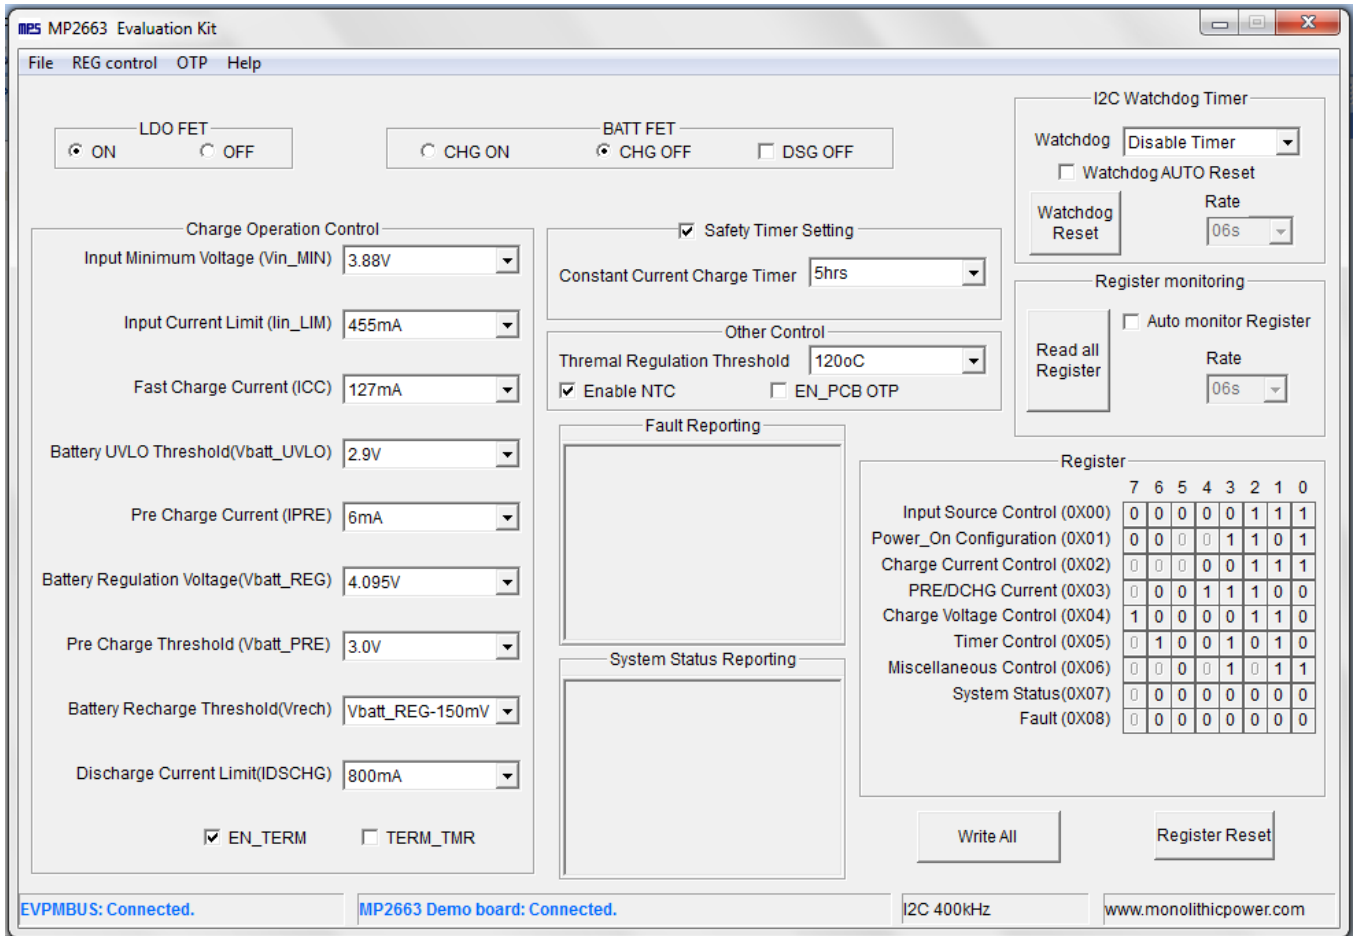 mps MP2663 Evaluation Kit
File REG control OTP Help
LDO FET
ON OFF
BATT FET
CHG ON CHG OFF DSG OFF
I2C Watchdog Timer
Watchdog Disable Timer
Watchdog AUTO Reset
Watchdog Reset
Rate
06s
Charge Operation Control
Input Minimum Voltage (Vin_MIN) 3.88V
Input Current Limit (Iin_LIM) 455mA
Fast Charge Current (ICC) 127mA
Battery UVLO Threshold(Vbatt_UVLO) 2.9V
Pre Charge Current (IPRE) 6mA
Battery Regulation Voltage(Vbatt_REG) 4.095V
Pre Charge Threshold (Vbatt_PRE) 3.0V
Battery Recharge Threshold(Vrech) Vbatt_REG-150mV
Discharge Current Limit(IDSCHG) 800mA
EN_TERM TERM_TMR
Safety Timer Setting
Constant Current Charge Timer 5hrs
Other Control
Thremal Regulation Threshold 120oC
Enable NTC EN_PCB OTP
Fault Reporting
System Status Reporting
Register monitoring
Auto monitor Register
Read all
Register
Rate
06s
Register
7 6 5 4 3 2 1 0
Input Source Control (0X00) 0 0 0 0 0 1 1 1
Power_On Configuration (0X01) 0 0 0 0 1 1 0 1
Charge Current Control (0X02) 0 0 0 0 0 1 1 1
PRE/DCHG Current (0X03) 0 0 0 1 1 1 0 0
Charge Voltage Control (0X04) 1 0 0 0 0 1 1 0
Timer Control (0X05) 0 1 0 0 1 0 1 0
Miscellaneous Control (0X06) 0 0 0 0 1 0 1 1
System Status(0X07) 0 0 0 0 0 0 0 0
Fault (0X08) 0 0 0 0 0 0 0 0
Write All Register Reset
EVPMBUS: Connected. MP2663 Demo board: Connected. I2C 400kHz www.monolithicpower.com